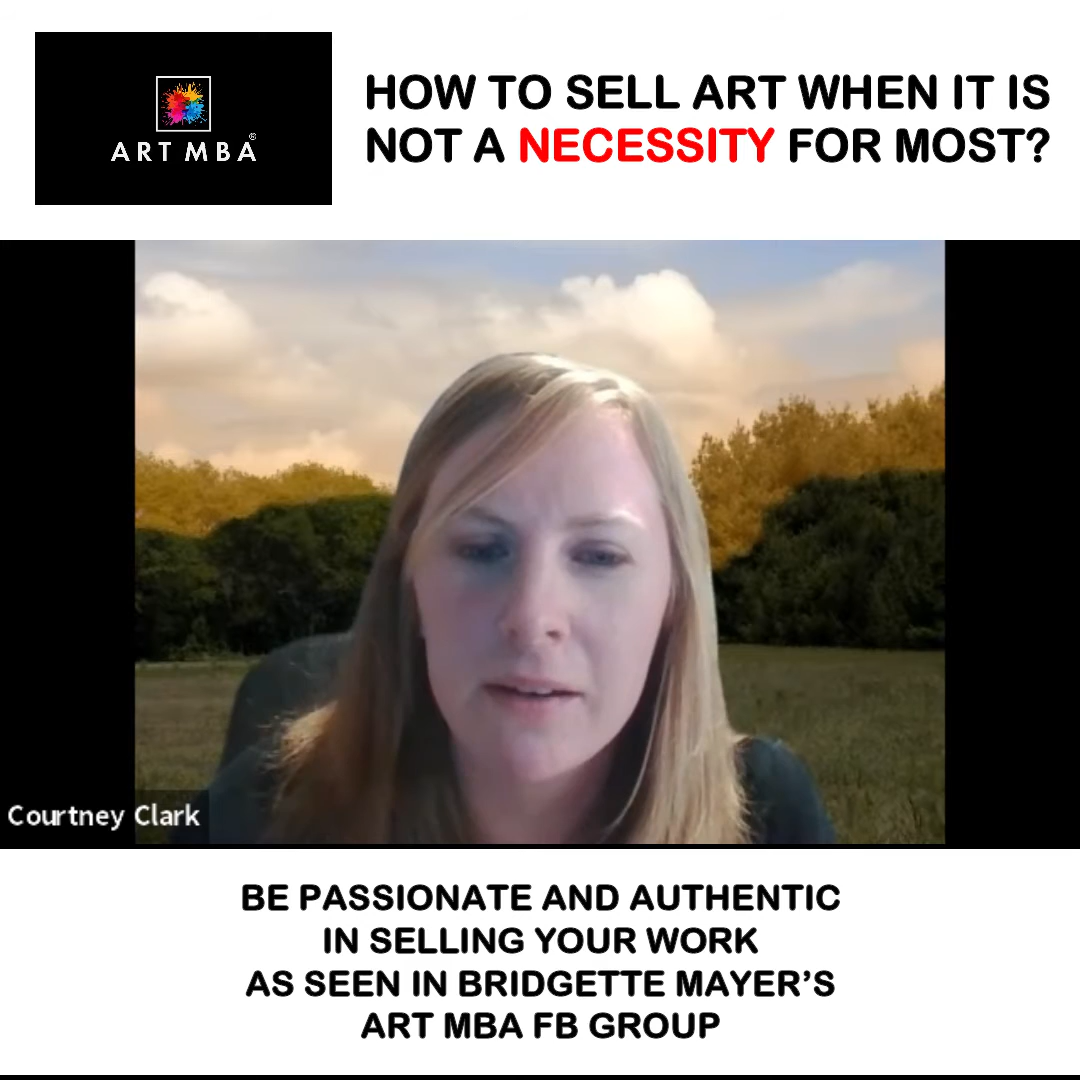 ART MBA®
HOW TO SELL ART WHEN IT IS
NOT A NECESSITY FOR MOST?
Courtney Clark
BE PASSIONATE AND AUTHENTIC
IN SELLING YOUR WORK
AS SEEN IN BRIDGETTE MAYER’S
ART MBA FB GROUP